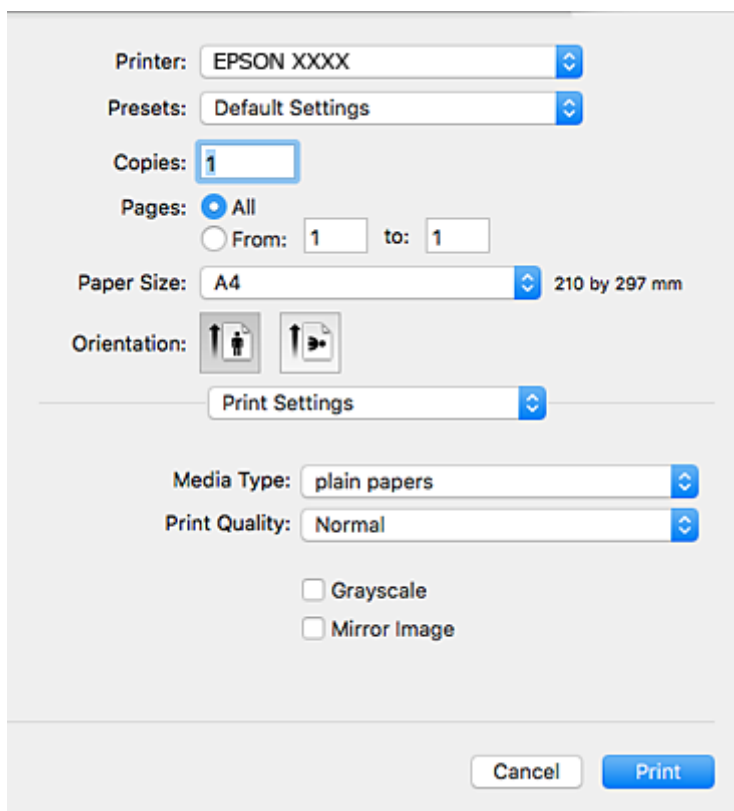 Printer: EPSON XXXX
Presets: Default Settings
Copies: 1
Pages: All
From: 1 to: 1
Paper Size: A4 210 by 297 mm
Orientation:
Print Settings
Media Type: plain papers
Print Quality: Normal
Grayscale
Mirror Image
Cancel Print